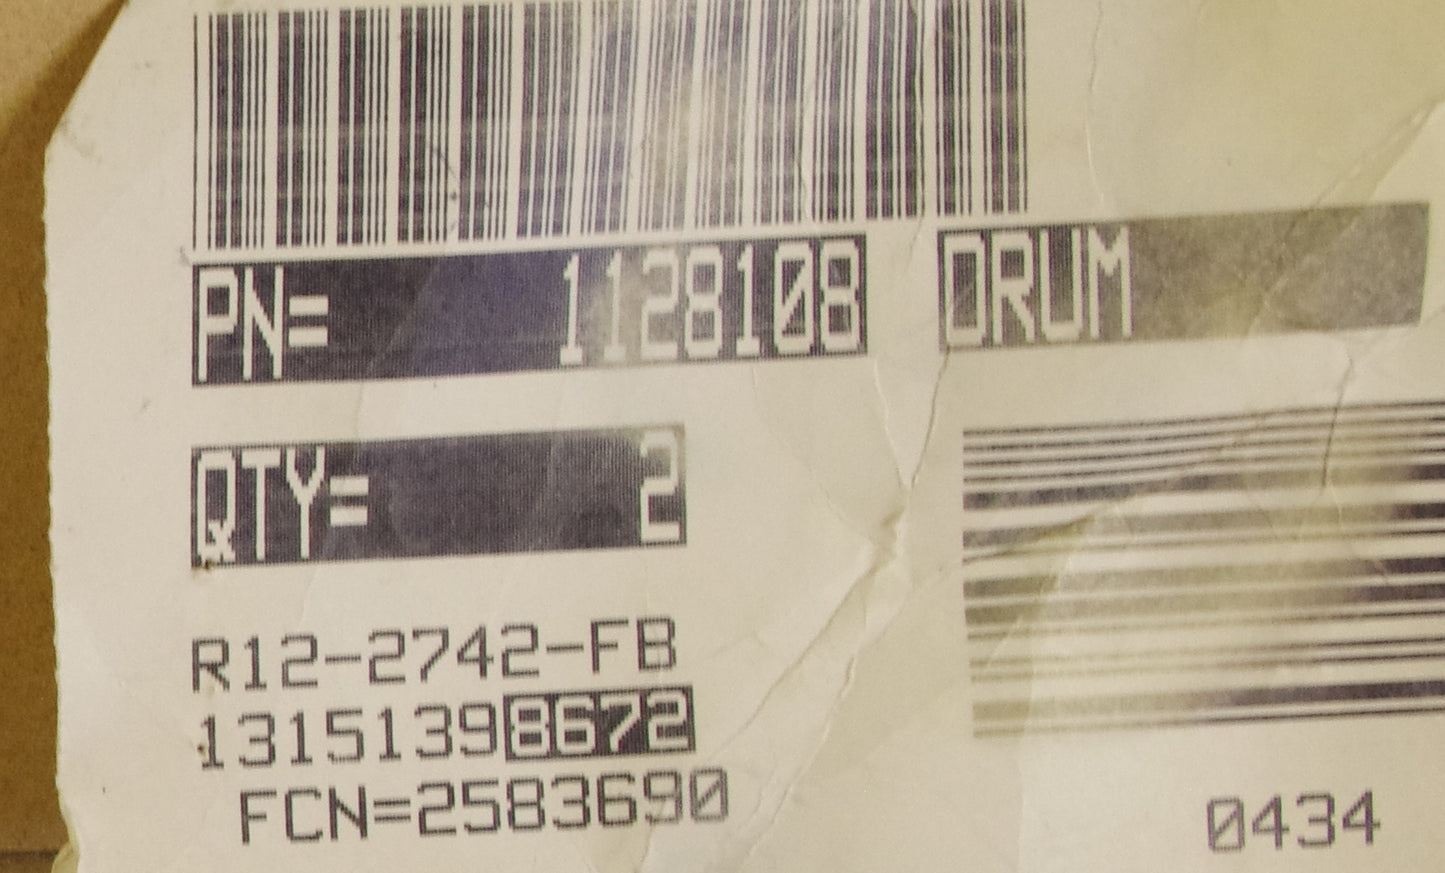 PN= 1128108 DRUM
QTY= 2
R12-2742-FB
13151398672
FCN=2583690
0434